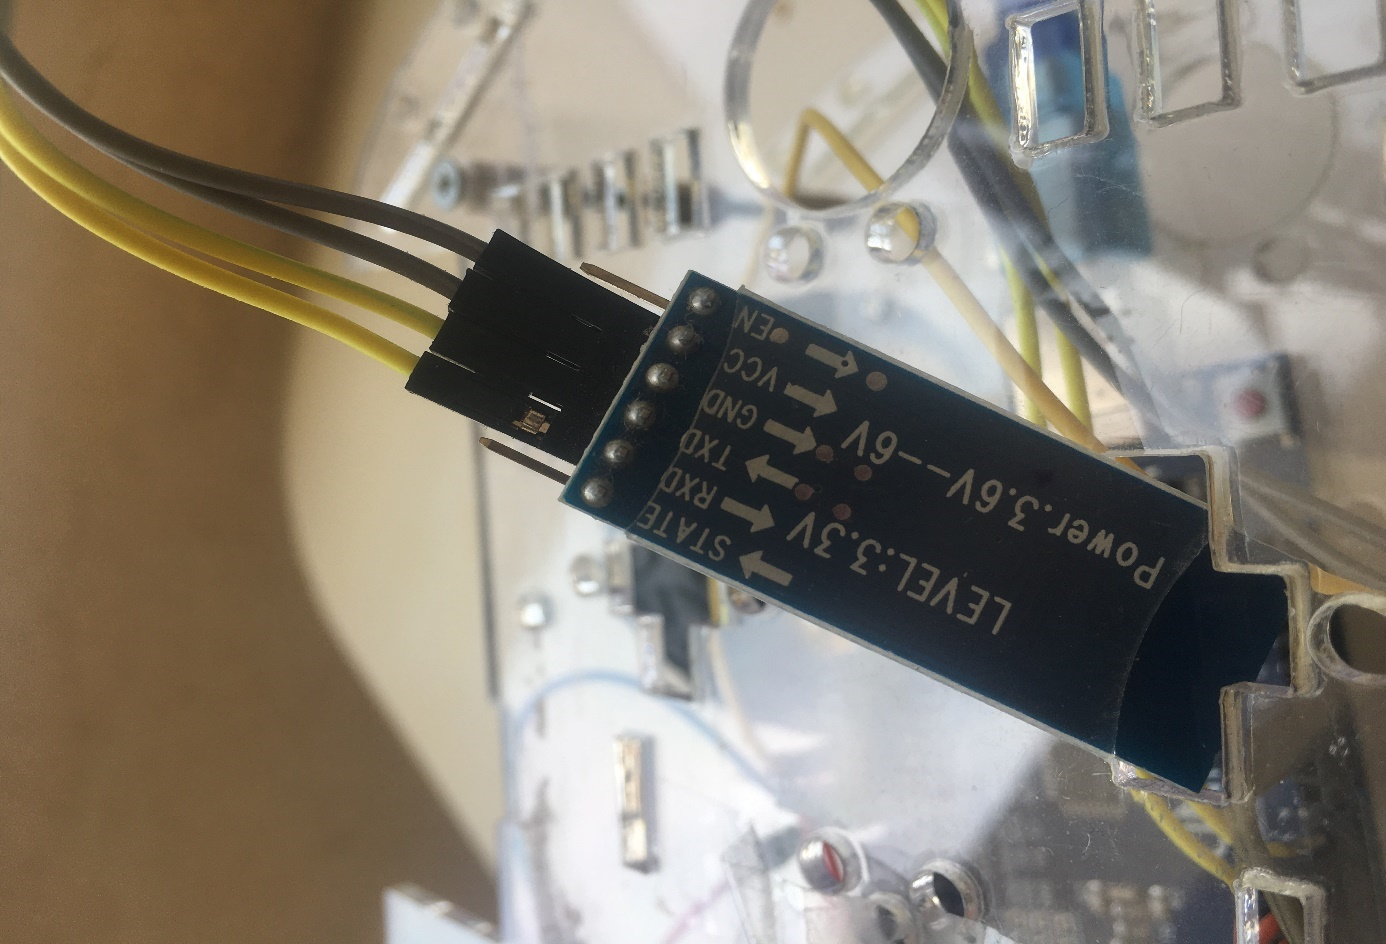 Power.3.6V---6V
LEVEL:3.3V
STATE
RXD
TXD
GND
VCC
EN